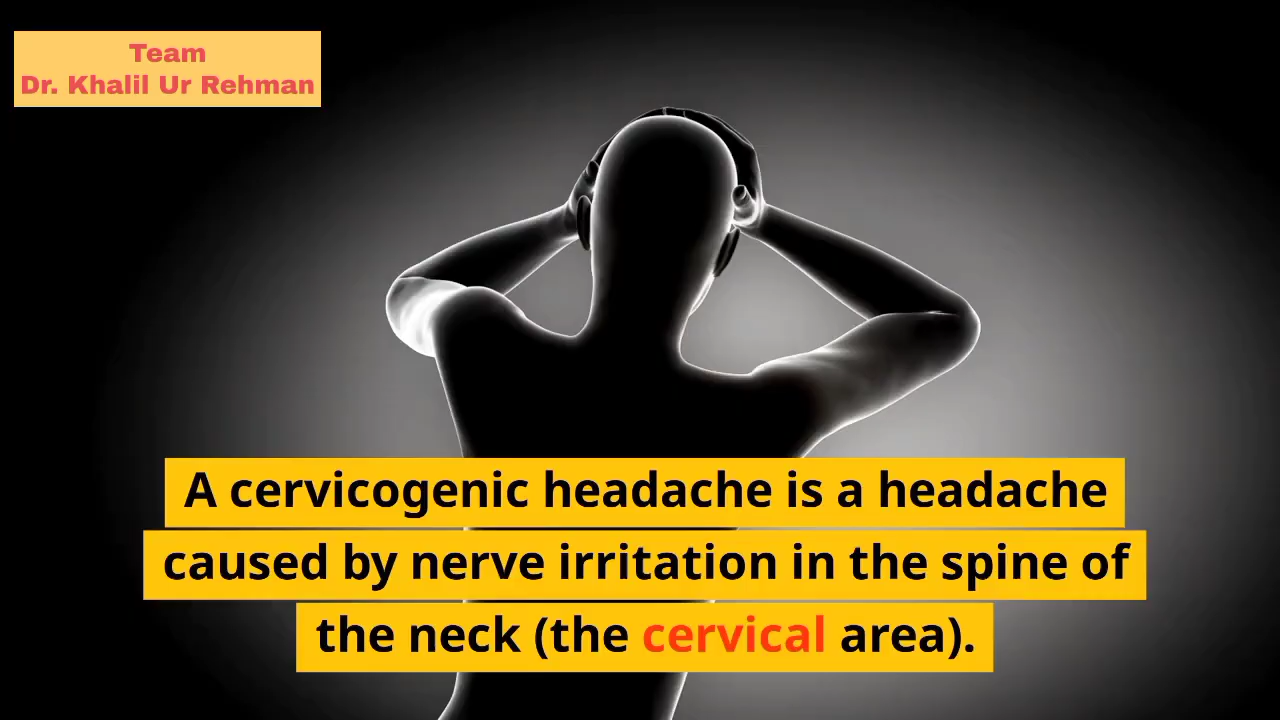 Team
Dr. Khalil Ur Rehman
A cervicogenic headache is a headache
caused by nerve irritation in the spine of
the neck (the cervical area).